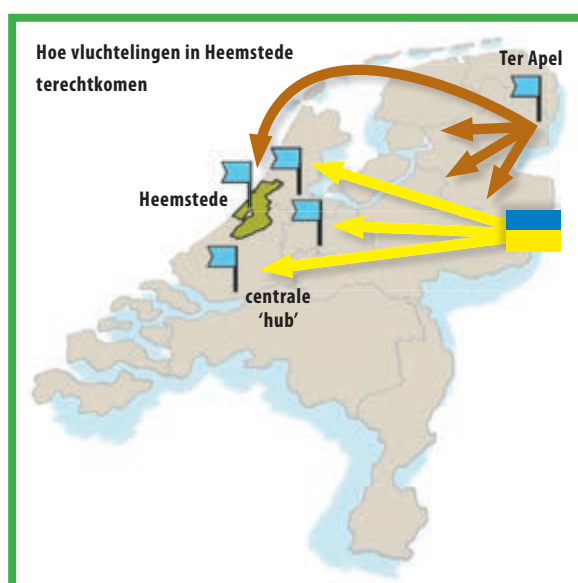 Hoe vluchtelingen in Heemstede
terechtkomen
Ter Apel
Heemstede
centrale
‘hub’